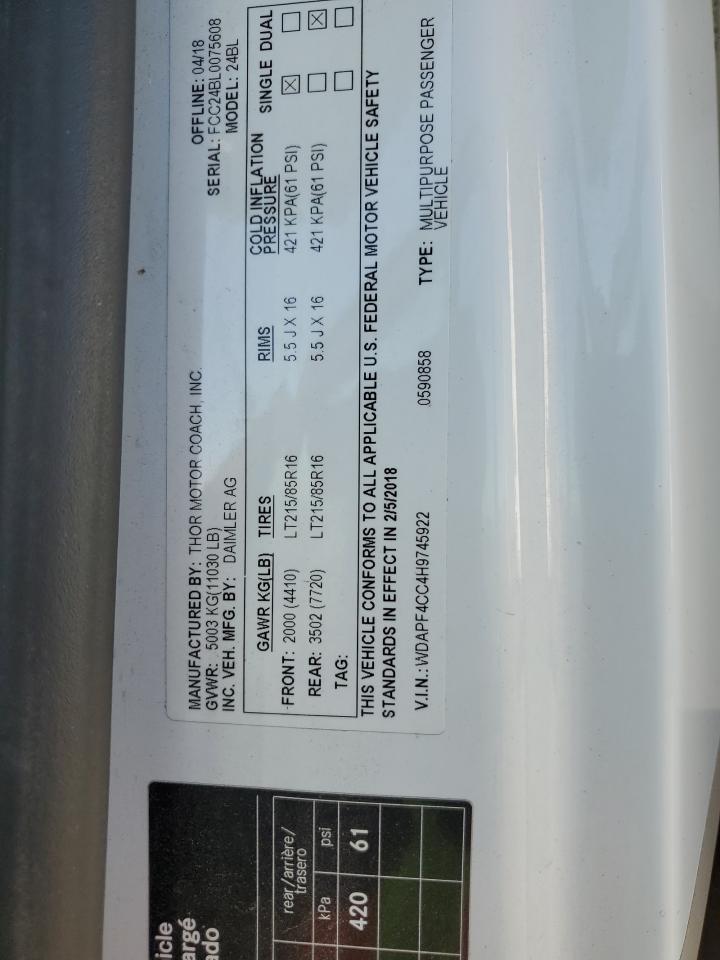 MANUFACTURED BY: THOR MOTOR COACH, INC. OFFLINE: 04/18
GVWR: 5003 KG(11030 LB) SERIAL: FCC24BL0075608
INC. VEH. MFG. BY: DAIMLER AG MODEL: 24BL
GAWR KG(LB) TIRES RIMS COLD INFLATION PRESSURE SINGLE DUAL
FRONT: 2000 (4410) LT215/85R16 5.5 J X 16 421 KPA(61 PSI) ☒ ☐
REAR: 3502 (7720) LT215/85R16 5.5 J X 16 421 KPA(61 PSI) ☐ ☒
TAG: ☐ ☐
THIS VEHICLE CONFORMS TO ALL APPLICABLE U.S. FEDERAL MOTOR VEHICLE SAFETY
STANDARDS IN EFFECT IN 2/5/2018
V.I.N.: WDAPF4CC4H9745922 0590858 TYPE: MULTIPURPOSE PASSENGER
VEHICLE
icle
argé
ado
rear/arrière/
trasero
kPa psi
420 61